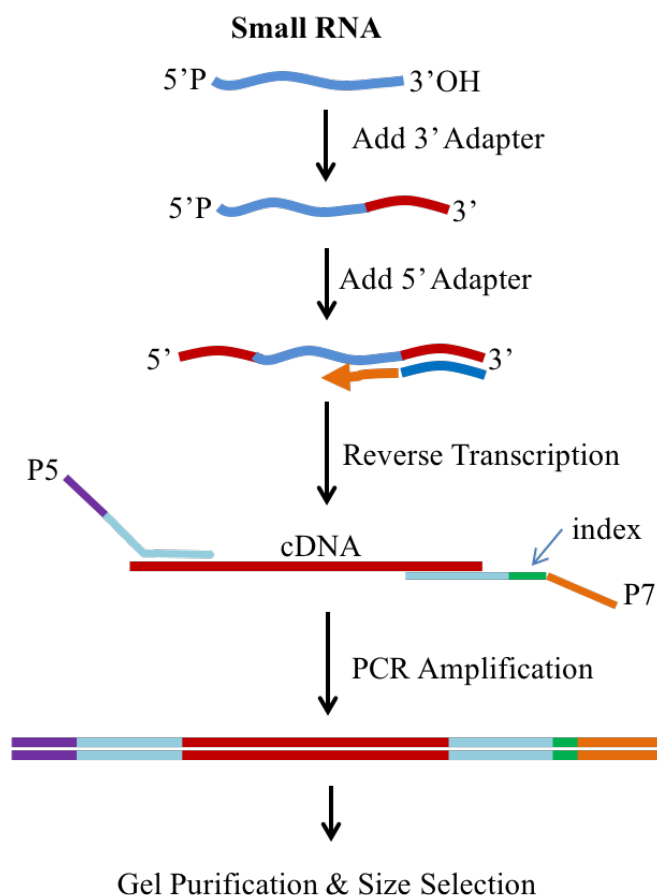 Small RNA
5’P
3’OH
Add 3’ Adapter
5’P
3’
Add 5’ Adapter
5’
3’
Reverse Transcription
P5
cDNA
index
P7
PCR Amplification
Gel Purification & Size Selection